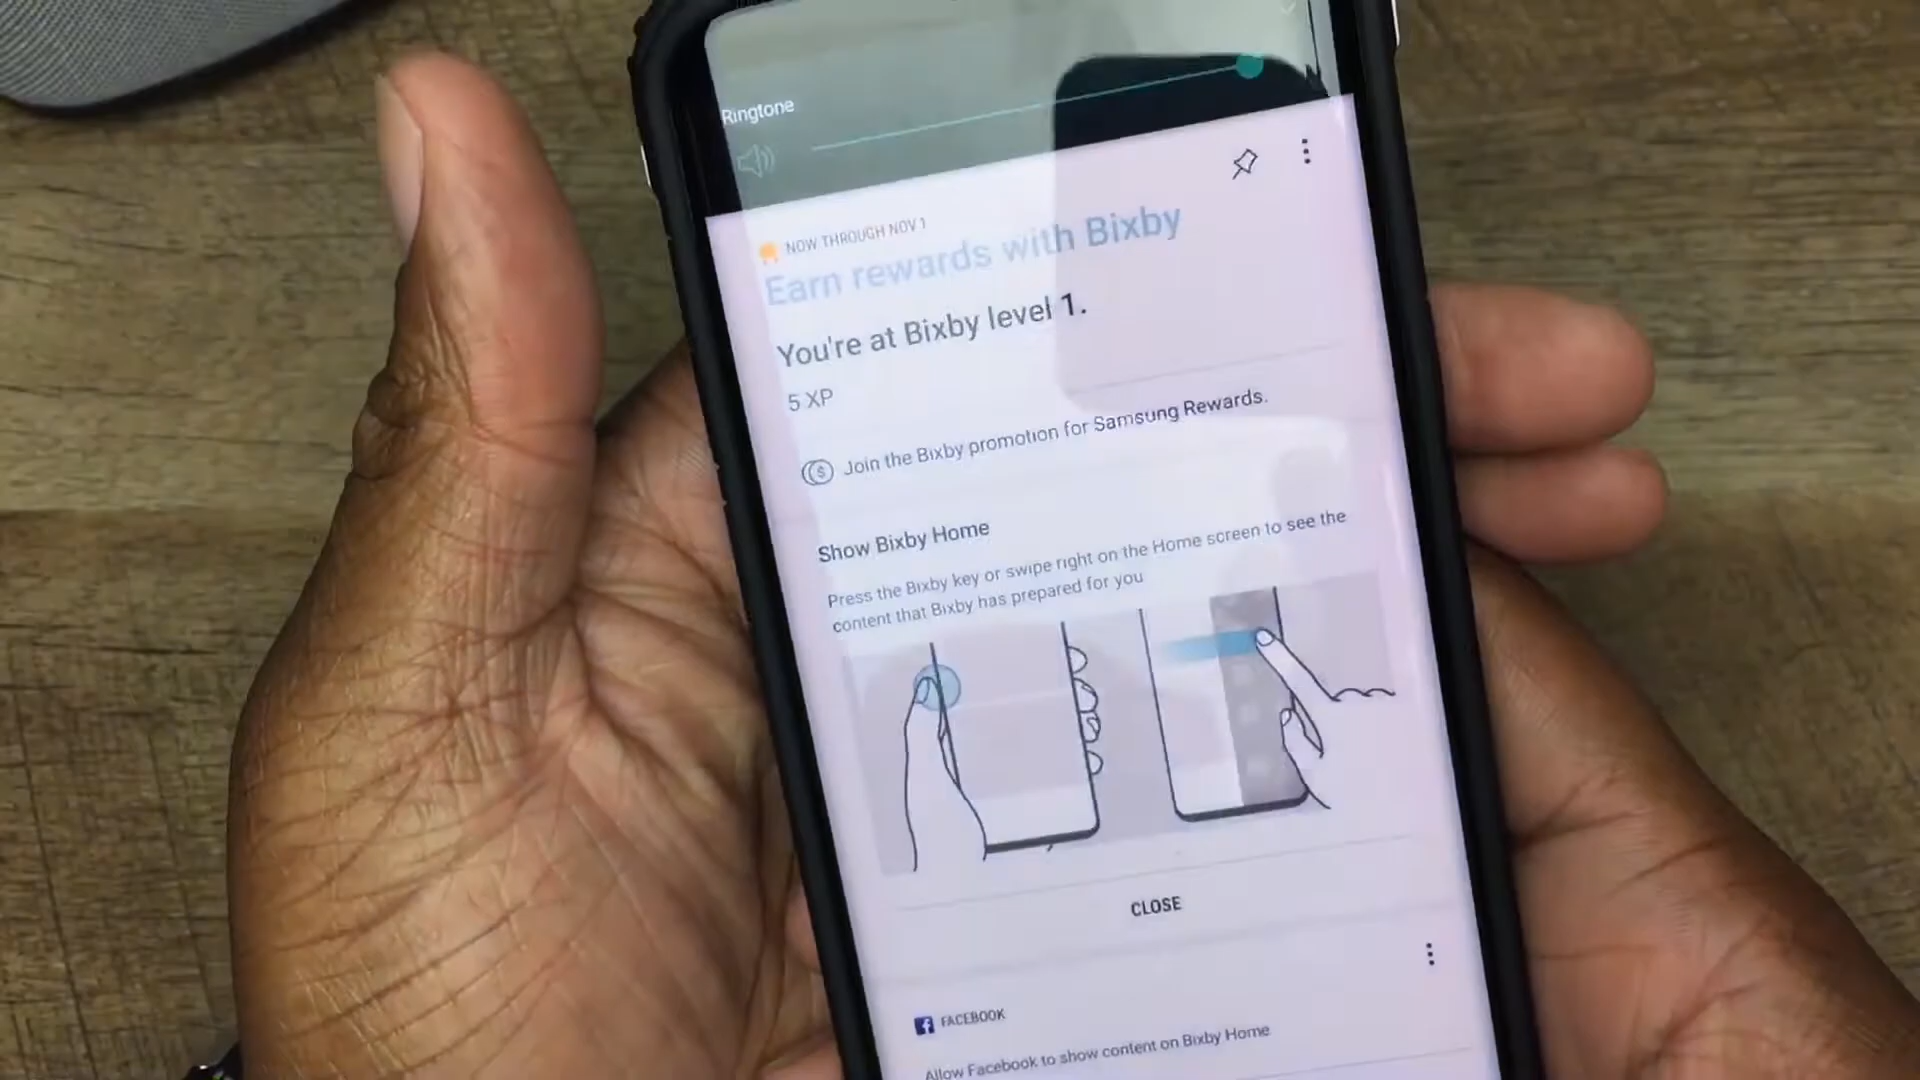 Ringtone
NOW THROUGH NOV 1
Earn rewards with Bixby
You're at Bixby level 1.
5 XP
Join the Bixby promotion for Samsung Rewards.
Show Bixby Home
Press the Bixby key or swipe right on the Home screen to see the
content that Bixby has prepared for you
CLOSE
FACEBOOK
Allow Facebook to show content on Bixby Home